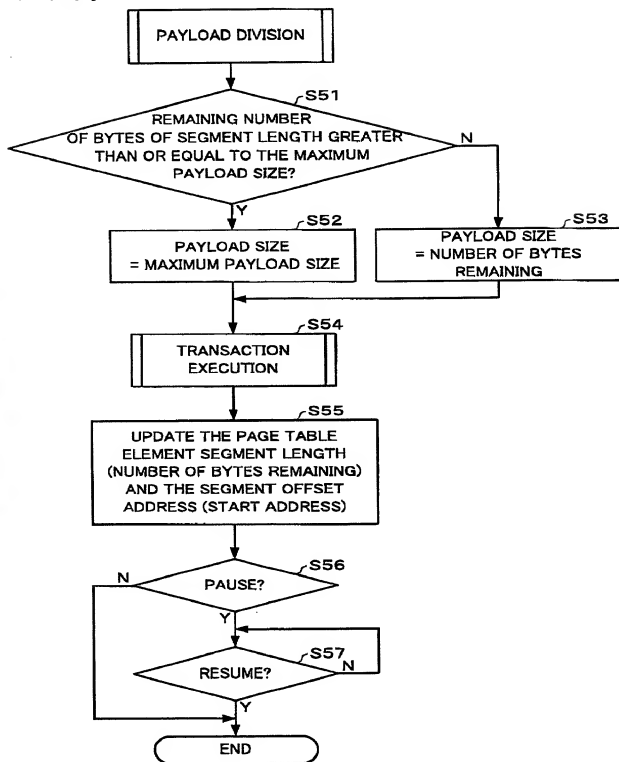 PAYLOAD DIVISION
S51
REMAINING NUMBER
OF BYTES OF SEGMENT LENGTH GREATER
THAN OR EQUAL TO THE MAXIMUM
PAYLOAD SIZE?
N
Y
S52
PAYLOAD SIZE
= MAXIMUM PAYLOAD SIZE
S53
PAYLOAD SIZE
= NUMBER OF BYTES
REMAINING
S54
TRANSACTION
EXECUTION
S55
UPDATE THE PAGE TABLE
ELEMENT SEGMENT LENGTH
(NUMBER OF BYTES REMAINING)
AND THE SEGMENT OFFSET
ADDRESS (START ADDRESS)
S56
N
PAUSE?
Y
S57
RESUME?
N
Y
END